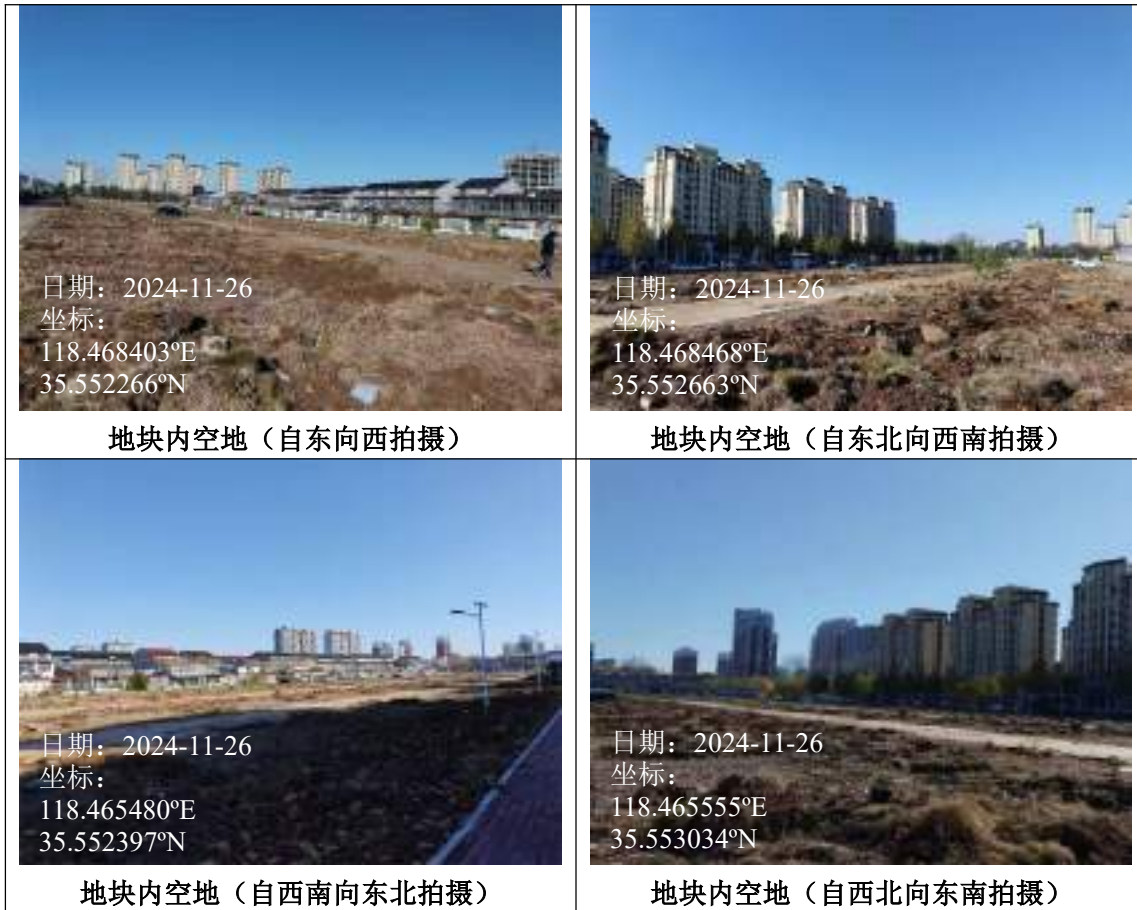 日期：2024-11-26
坐标：
118.468403ºE
35.552266ºN
地块内空地（自东向西拍摄）
日期：2024-11-26
坐标：
118.468468ºE
35.552663ºN
地块内空地（自东北向西南拍摄）
日期：2024-11-26
坐标：
118.465480ºE
35.552397ºN
地块内空地（自西南向东北拍摄）
日期：2024-11-26
坐标：
118.465555ºE
35.553034ºN
地块内空地（自西北向东南拍摄）